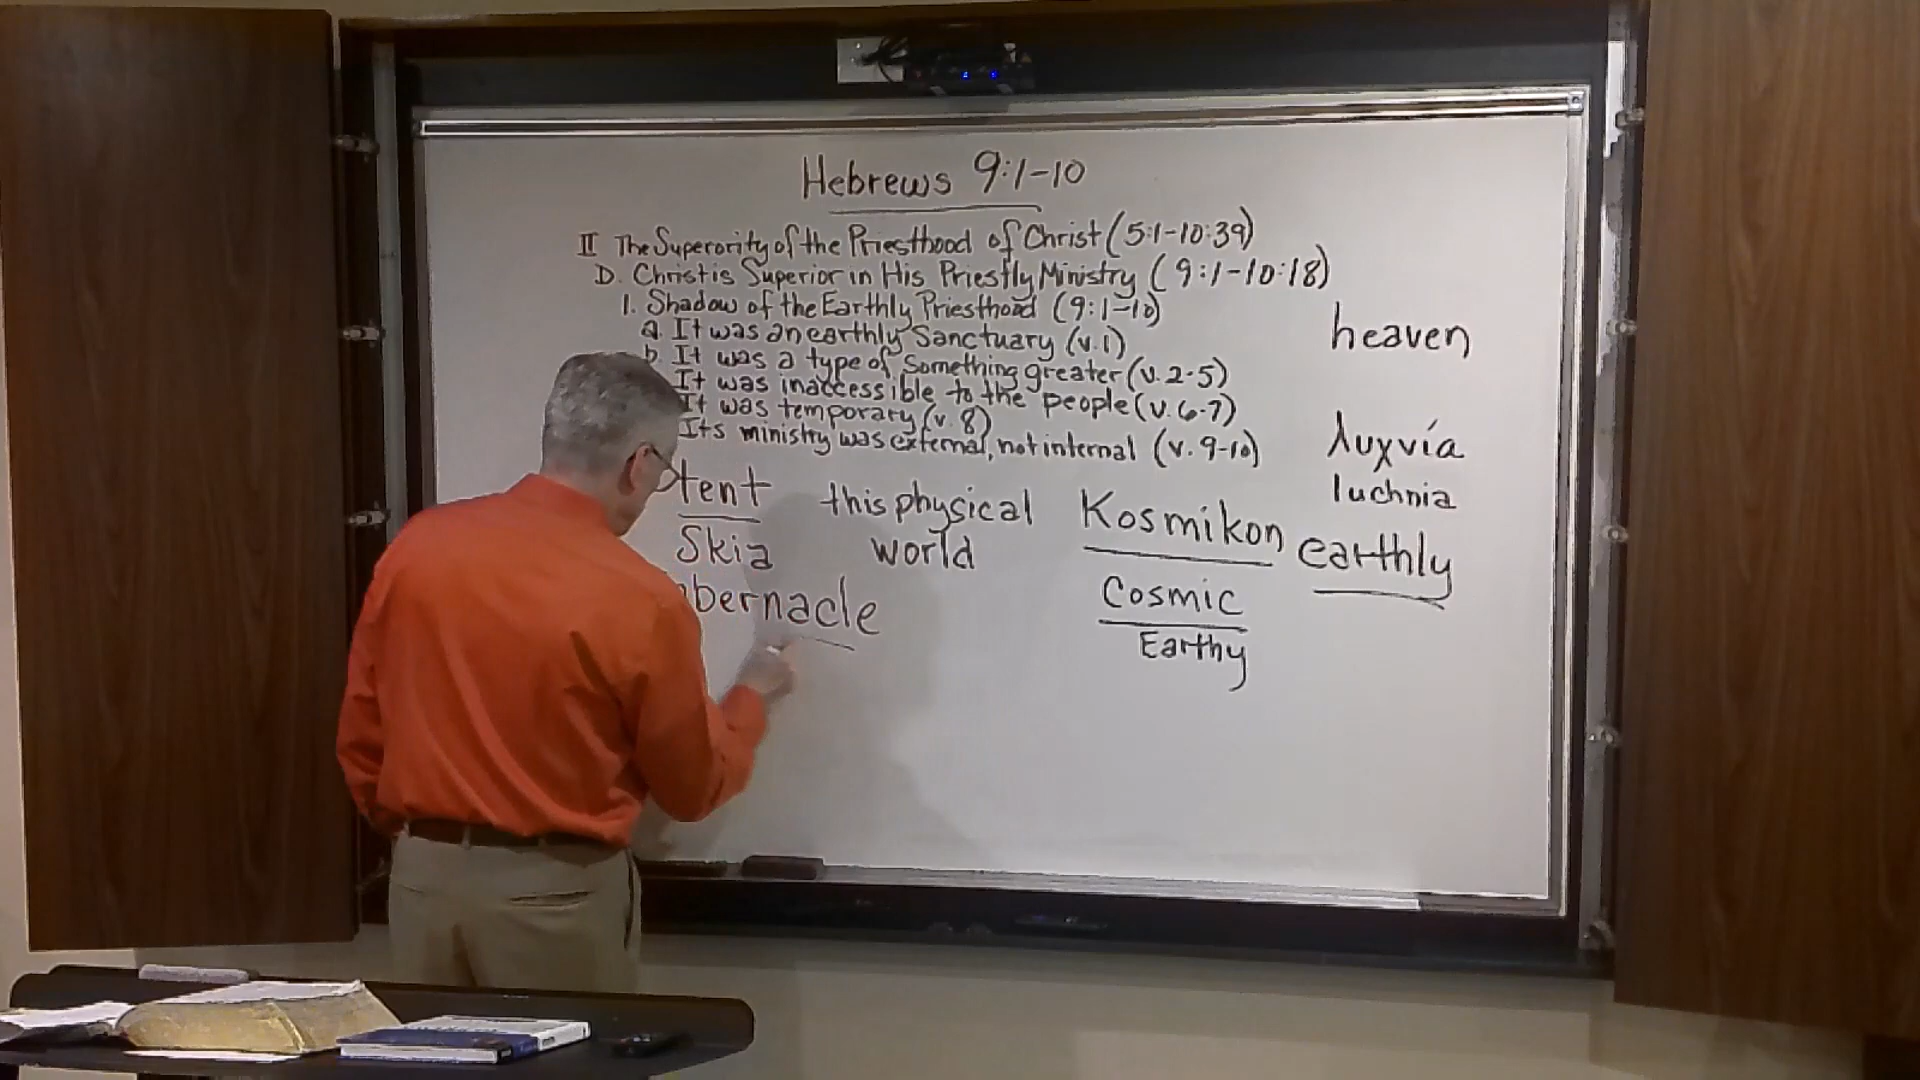 Hebrews 9:1-10
II The Superority of the Priesthood of Christ (5:1-10:39)
D. Christ is Superior in His Priestly Ministry (9:1-10:18)
1. Shadow of the Earthly Priesthood (9:1-10)
a. It was an earthly Sanctuary (v.1)
b. It was a type of Something greater (v.2-5)
It was inaccessible to the people (v.6-7)
It was temporary (v.8)
Its ministry was external, not internal (v.9-10)
heaven
λυχνία
luchnia
tent
Skia
bernacle
this physical
world
Kosmikon
Cosmic
Earthy
earthly